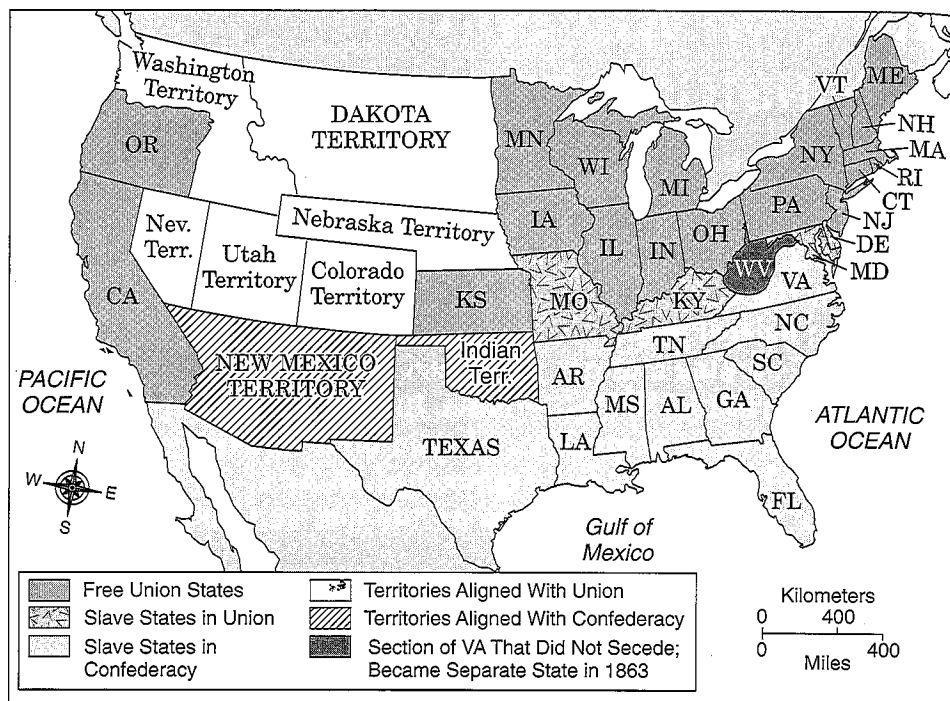 Washington
Territory
DAKOTA
TERRITORY
OR
MN
WI
MI
VT
ME
NH
MA
NY
RI
CT
PA
NJ
DE
MD
Nebraska Territory
IA
Nev.
Terr.
Utah
Territory
Colorado
Territory
IL
IN
OH
WV
VA
CA
KS
MO
KY
NC
TN
SC
NEW MEXICO
TERRITORY
Indian
Terr.
AR
MS
AL
GA
LA
TEXAS
FL
PACIFIC
OCEAN
ATLANTIC
OCEAN
Gulf of
Mexico
N
W
E
S
Free Union States
Slave States in Union
Slave States in
Confederacy
Territories Aligned With Union
Territories Aligned With Confederacy
Section of VA That Did Not Secede;
Became Separate State in 1863
Kilometers
0 400
0 400
Miles